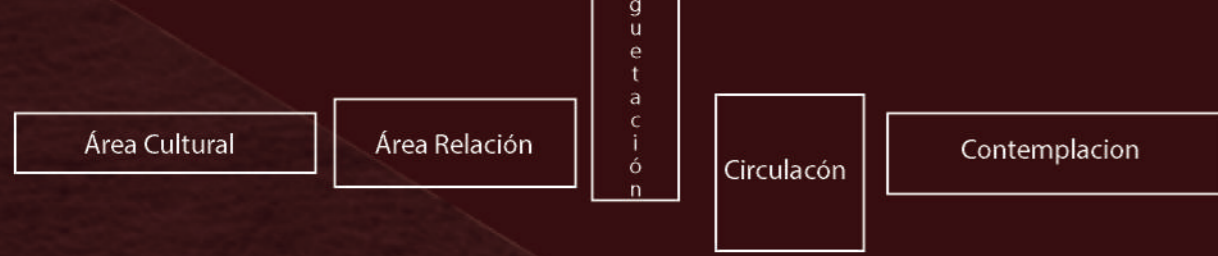 Área Cultural
Área Relación
guetación
Circulacón
Contemplacion